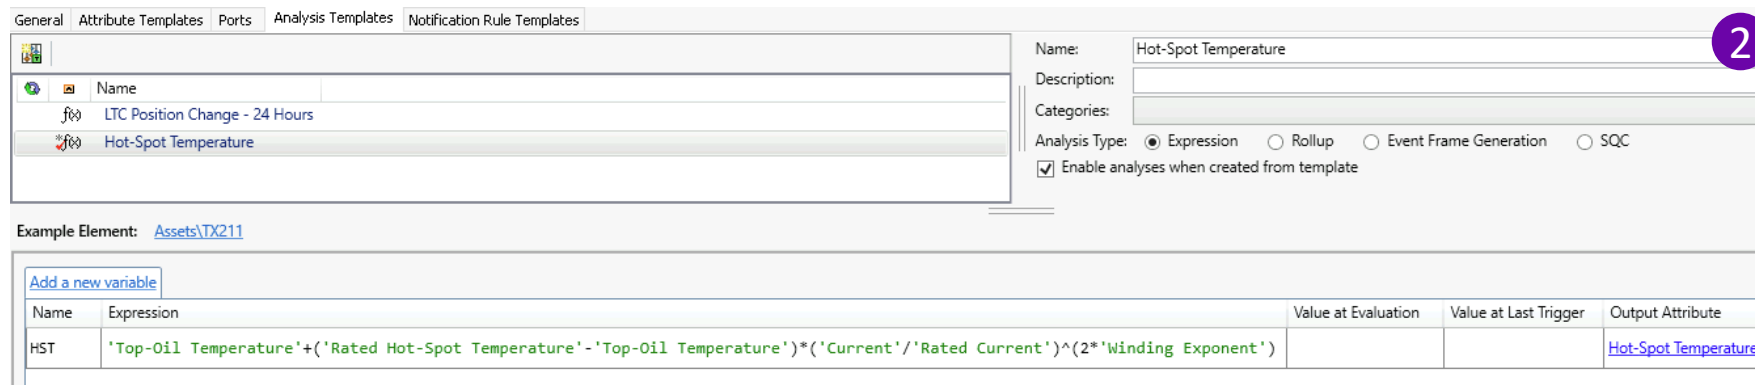 General Attribute Templates Ports Analysis Templates Notification Rule Templates
2
Name: Hot-Spot Temperature
Description:
Categories:
Analysis Type: Expression Rollup Event Frame Generation SQC
Enable analyses when created from template
Name
f(x) LTC Position Change - 24 Hours
f(x) Hot-Spot Temperature
Example Element: Assets\TX211
Add a new variable
Name Expression Value at Evaluation Value at Last Trigger Output Attribute
HST 'Top-Oil Temperature'+('Rated Hot-Spot Temperature'-'Top-Oil Temperature')*('Current'/'Rated Current')^(2*'Winding Exponent') Hot-Spot Temperature